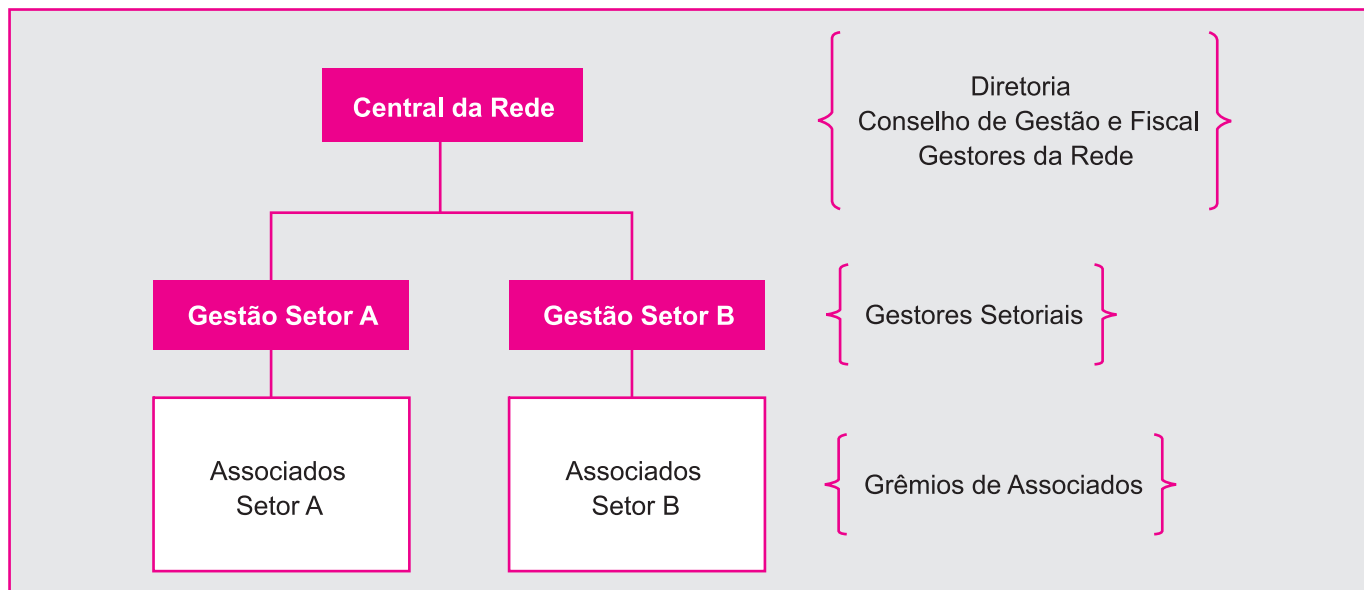 Central da Rede
Diretoria
Conselho de Gestão e Fiscal
Gestores da Rede
Gestão Setor A
Gestão Setor B
Gestores Setoriais
Associados
Setor A
Associados
Setor B
Grêmios de Associados